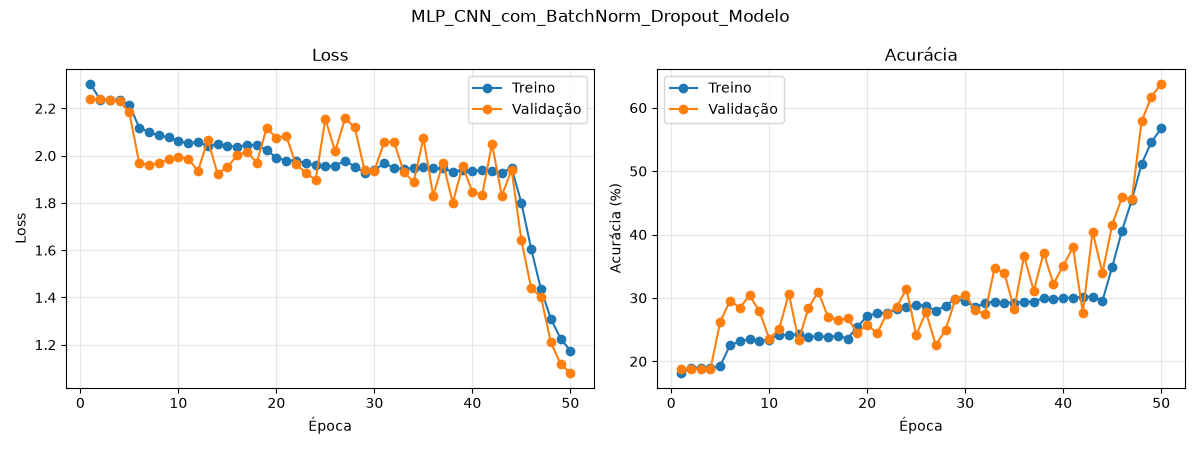 MLP_CNN_com_BatchNorm_Dropout_Modelo
Loss
Treino
Validação
2.2
2.0
1.8
1.6
1.4
1.2
Loss
0 10 20 30 40 50
Época
Acurácia
Treino
Validação
60
50
40
30
20
Acurácia (%)
0 10 20 30 40 50
Época